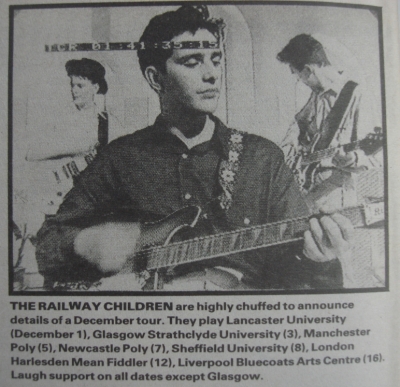 TCR 01:41:35:15
THE RAILWAY CHILDREN are highly chuffed to announce
details of a December tour. They play Lancaster University
(December 1), Glasgow Strathclyde University (3), Manchester
Poly (5), Newcastle Poly (7), Sheffield University (8), London
Harlesden Mean Fiddler (12), Liverpool Bluecoats Arts Centre (16).
Laugh support on all dates except Glasgow.